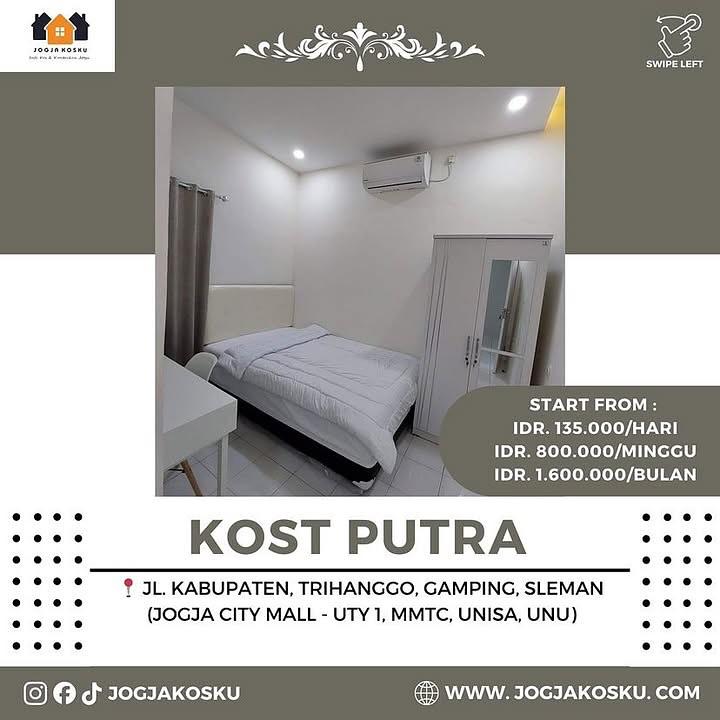 JOGJA KOSKU
SWIPE LEFT
START FROM :
IDR. 135.000/HARI
IDR. 800.000/MINGGU
IDR. 1.600.000/BULAN
KOST PUTRA
JL. KABUPATEN, TRIHANGGO, GAMPING, SLEMAN
(JOGJA CITY MALL - UTY 1, MMTC, UNISA, UNU)
JOGJAKOSKU
WWW. JOGJAKOSKU. COM